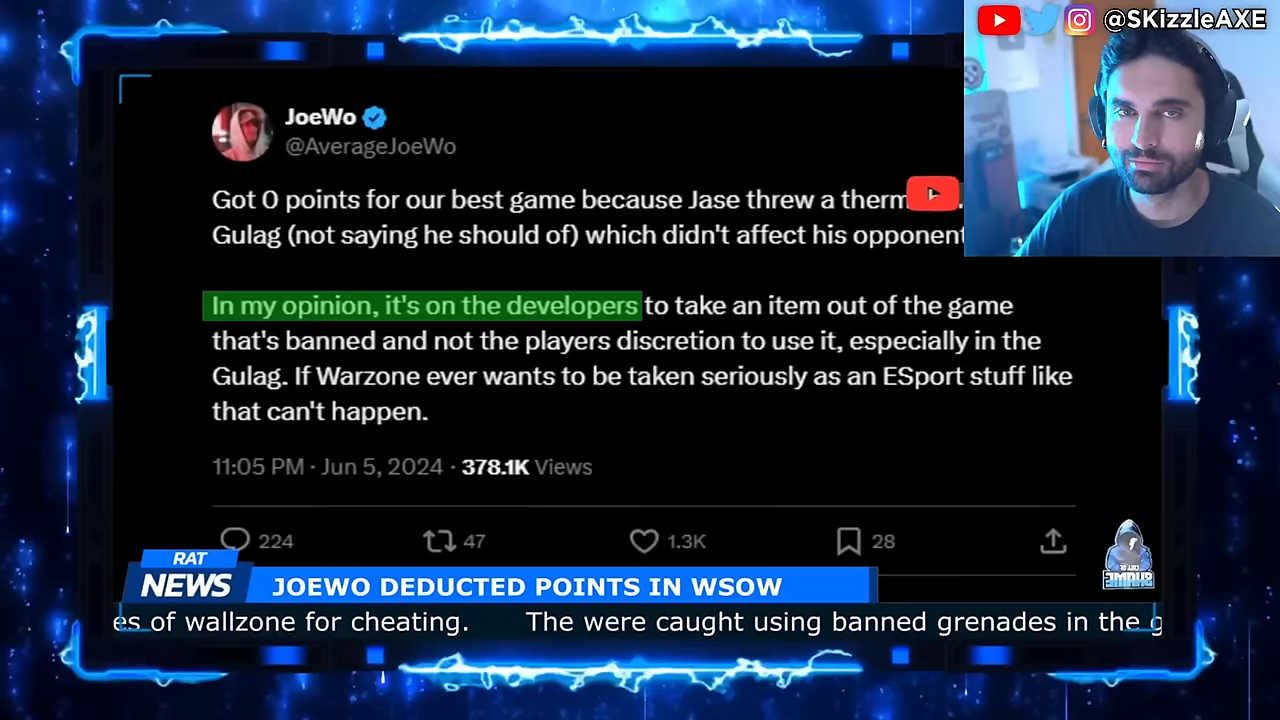 @SKizzleAXE
JoeWo
@AverageJoeWo
Got 0 points for our best game because Jase threw a therm
Gulag (not saying he should of) which didn't affect his opponent
In my opinion, it's on the developers to take an item out of the game
that's banned and not the players discretion to use it, especially in the
Gulag. If Warzone ever wants to be taken seriously as an ESport stuff like
that can't happen.
11:05 PM · Jun 5, 2024 · 378.1K Views
224 47 1.3K 28
RAT
NEWS
JOEWO DEDUCTED POINTS IN WSOW
es of wallzone for cheating. The were caught using banned grenades in the g